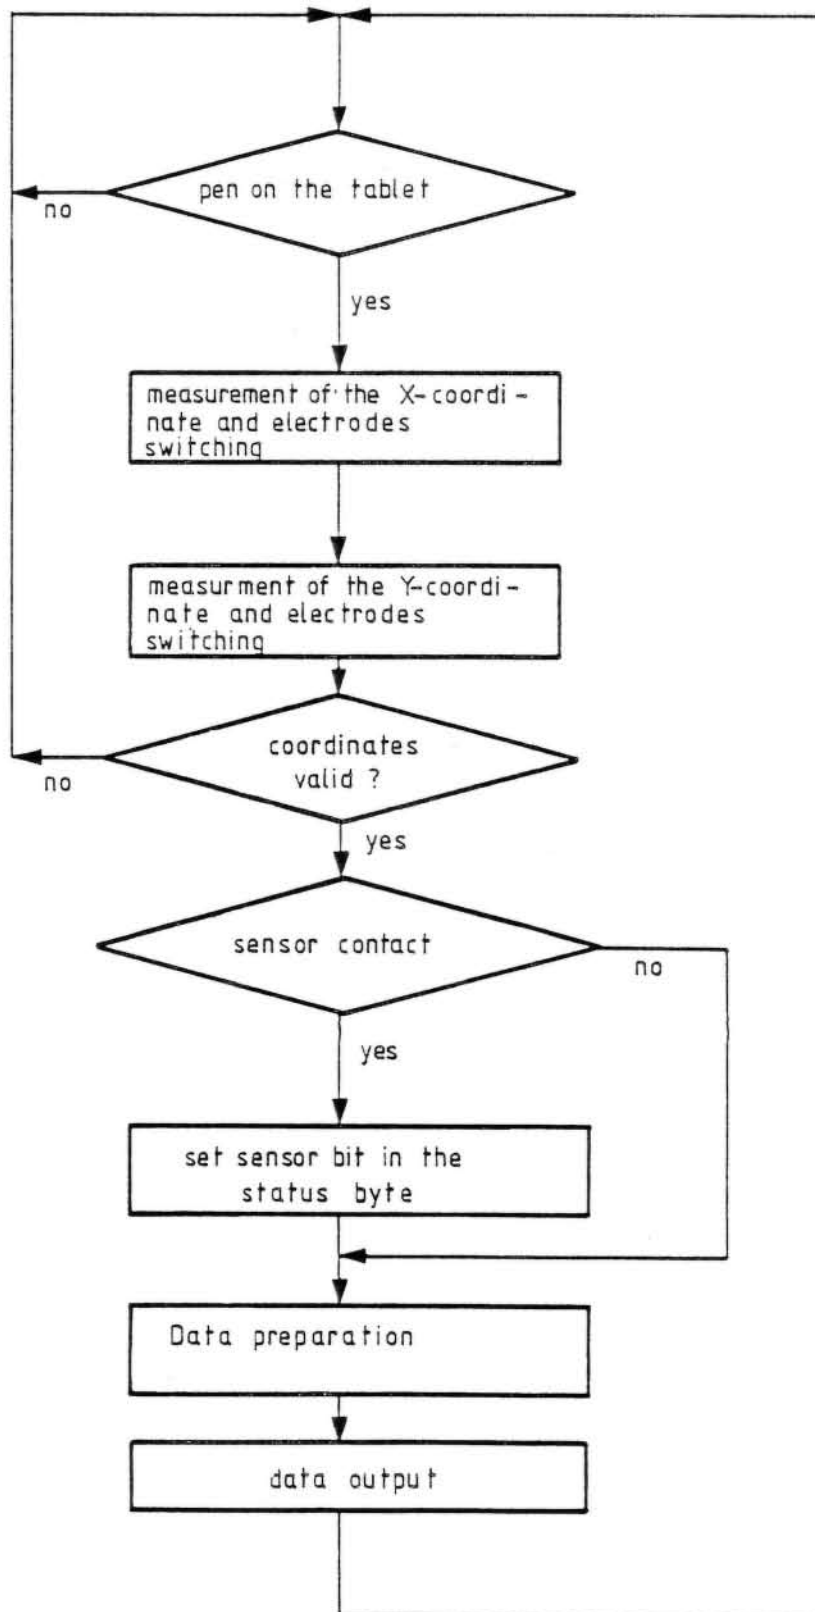 pen on the tablet
no
yes
measurement of the X-coordi-
nate and electrodes
switching
measurment of the Y-coordi-
nate and electrodes
switching
coordinates
valid ?
no
yes
sensor contact
no
yes
set sensor bit in the
status byte
Data preparation
data output